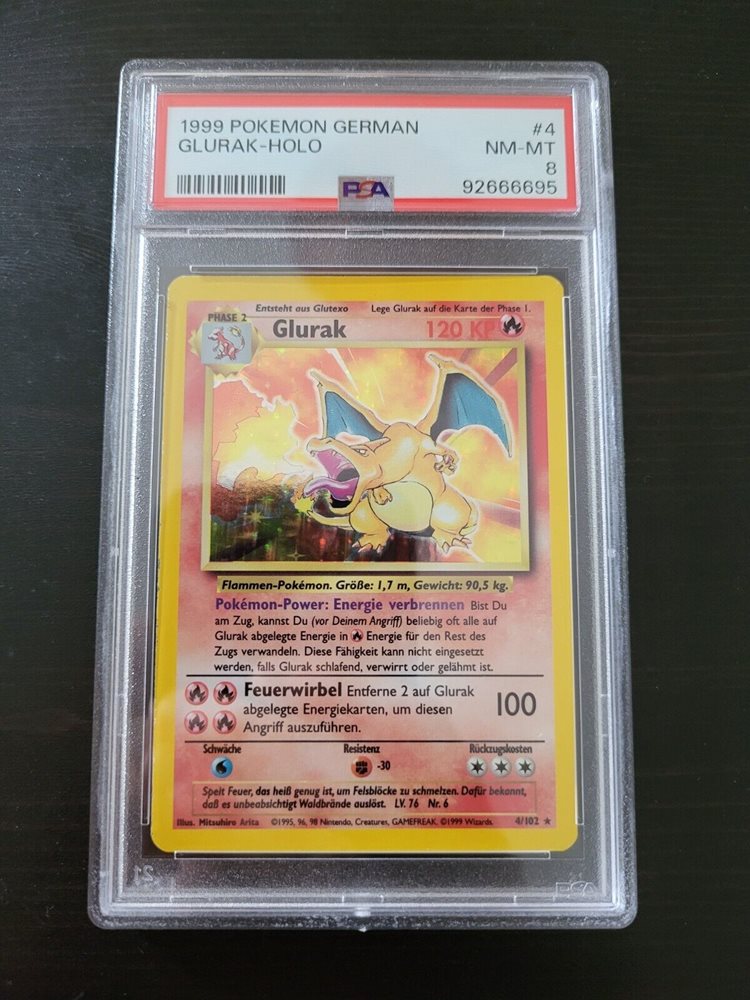 1999 POKEMON GERMAN #4
GLURAK-HOLO NM-MT
8
PSA 92666695
Entsteht aus Glutexo Lege Glurak auf die Karte der Phase 1.
PHASE 2
Glurak 120 KP
Flammen-Pokémon. Größe: 1,7 m, Gewicht: 90,5 kg.
Pokémon-Power: Energie verbrennen Bist Du
am Zug, kannst Du (vor Deinem Angriff) beliebig oft alle auf
Glurak abgelegte Energie in Energie für den Rest des
Zugs verwandeln. Diese Fähigkeit kann nicht eingesetzt
werden, falls Glurak schlafend, verwirrt oder gelähmt ist.
Feuerwirbel Entferne 2 auf Glurak
abgelegte Energiekarten, um diesen 100
Angriff auszuführen.
Schwäche Resistenz Rückzugskosten
-30
Speit Feuer, das heiß genug ist, um Felsblöcke zu schmelzen. Dafür bekannt,
daß es unbeabsichtigt Waldbrände auslöst. LV. 76 Nr. 6
Illus. Mitsuhiro Arita ©1995, 96, 98 Nintendo, Creatures, GAMEFREAK. ©1999 Wizards. 4/102 ★
PSA